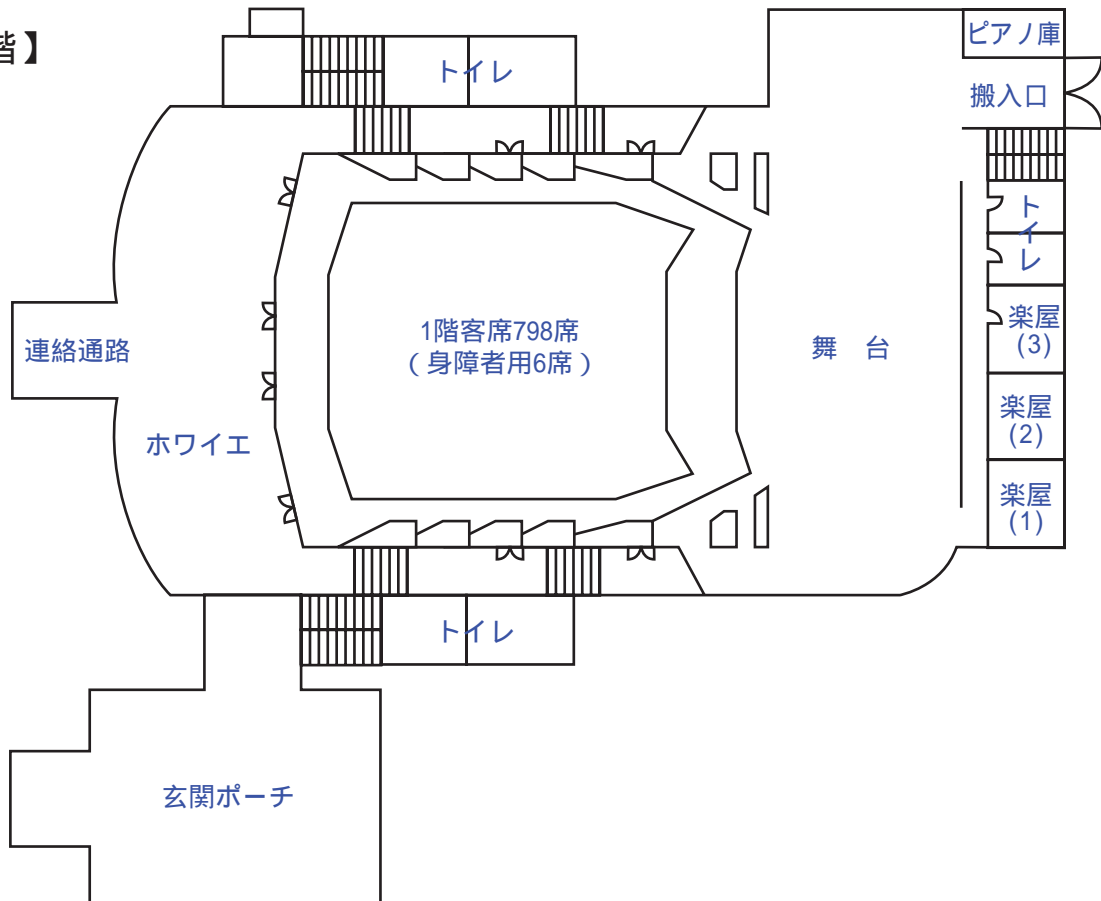 階】
ピアノ庫
トイレ
搬入口
トイレ
1階客席798席
(身障者用6席)
舞 台
楽屋
(3)
連絡通路
楽屋
(2)
ホワイエ
楽屋
(1)
トイレ
玄関ポーチ